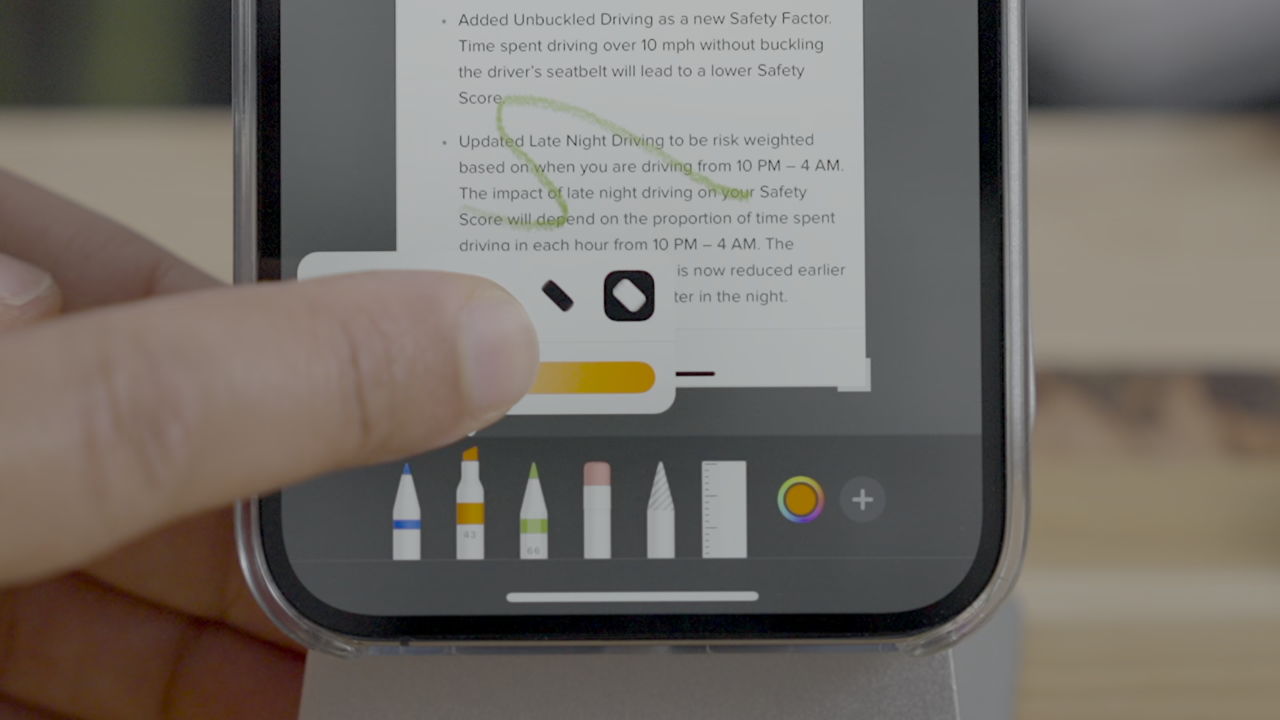 • Added Unbuckled Driving as a new Safety Factor.
Time spent driving over 10 mph without buckling
the driver’s seatbelt will lead to a lower Safety
Score.
• Updated Late Night Driving to be risk weighted
based on when you are driving from 10 PM – 4 AM.
The impact of late night driving on your Safety
Score will depend on the proportion of time spent
driving in each hour from 10 PM – 4 AM. The
is now reduced earlier
ter in the night.
43
66